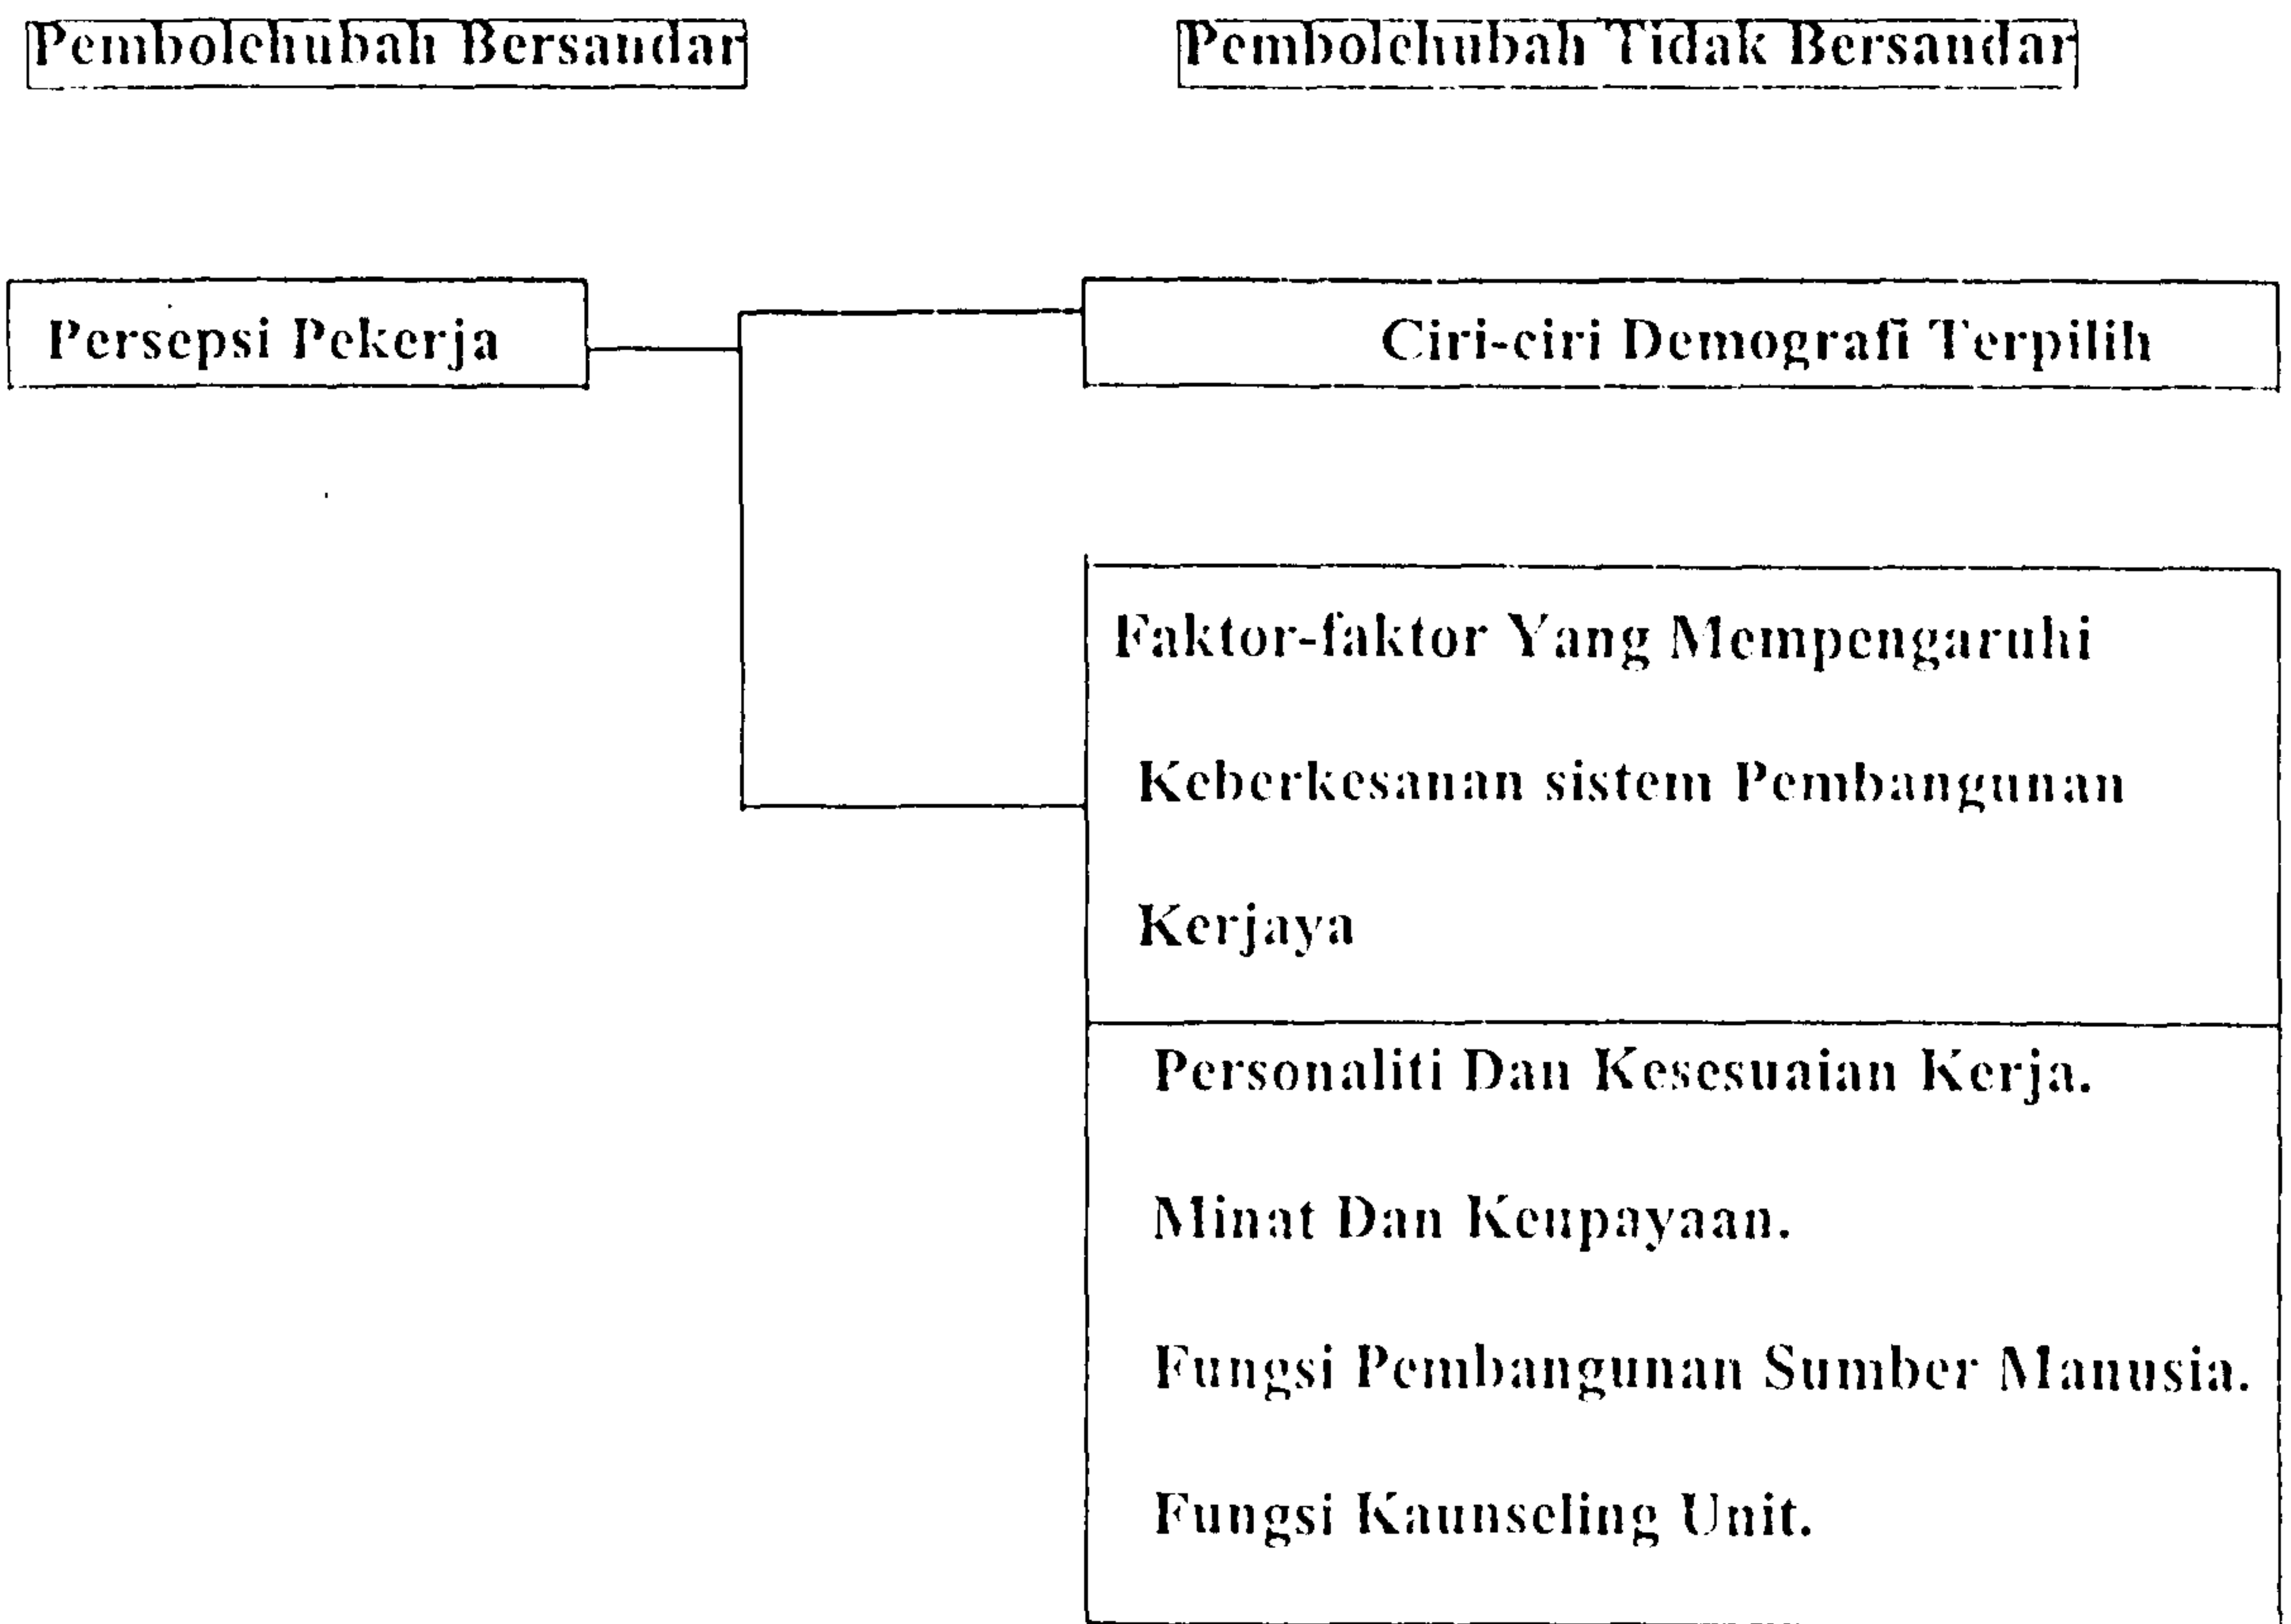 Pembolehubah Bersandar
Pembolehubah Tidak Bersandar
Persepsi Pekerja
Ciri-ciri Demografi Terpilih
Faktor-faktor Yang Mempengaruhi
Keberkesanan sistem Pembangunan
Kerjaya
Personaliti Dan Kesesuaian Kerja.
Minat Dan Keupayaan.
Fungsi Pembangunan Sumber Manusia.
Fungsi Kaunseling Unit.